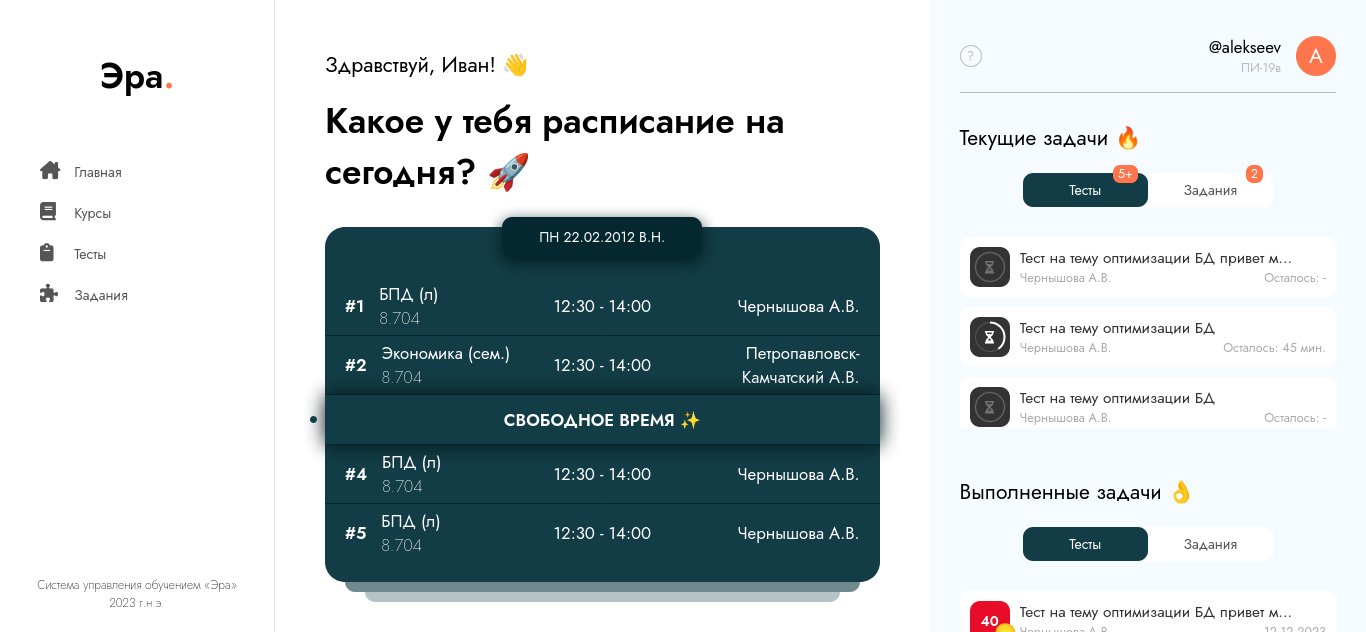 Эра.
Главная
Курсы
Тесты
Задания
Система управления обучением «Эра»
2023 г.н.э.
Здравствуй, Иван! 👋
Какое у тебя расписание на
сегодня? 🚀
ПН 22.02.2012 В.Н.
#1 БПД (л) 12:30 - 14:00 Чернышова А.В.
8.704
#2 Экономика (сем.) 12:30 - 14:00 Петропавловск-
8.704 Камчатский А.В.
СВОБОДНОЕ ВРЕМЯ ✨
#4 БПД (л) 12:30 - 14:00 Чернышова А.В.
8.704
#5 БПД (л) 12:30 - 14:00 Чернышова А.В.
8.704
?
@alekseev
ПИ-19в
А
Текущие задачи 🔥
Тесты 5+
Задания 2
Тест на тему оптимизации БД привет м...
Чернышова А.В. Осталось: -
Тест на тему оптимизации БД
Чернышова А.В. Осталось: 45 мин.
Тест на тему оптимизации БД
Чернышова А.В. Осталось: -
Выполненные задачи 👌
Тесты
Задания
40
Тест на тему оптимизации БД привет м...
Чернышова А.В. 12.12.2023